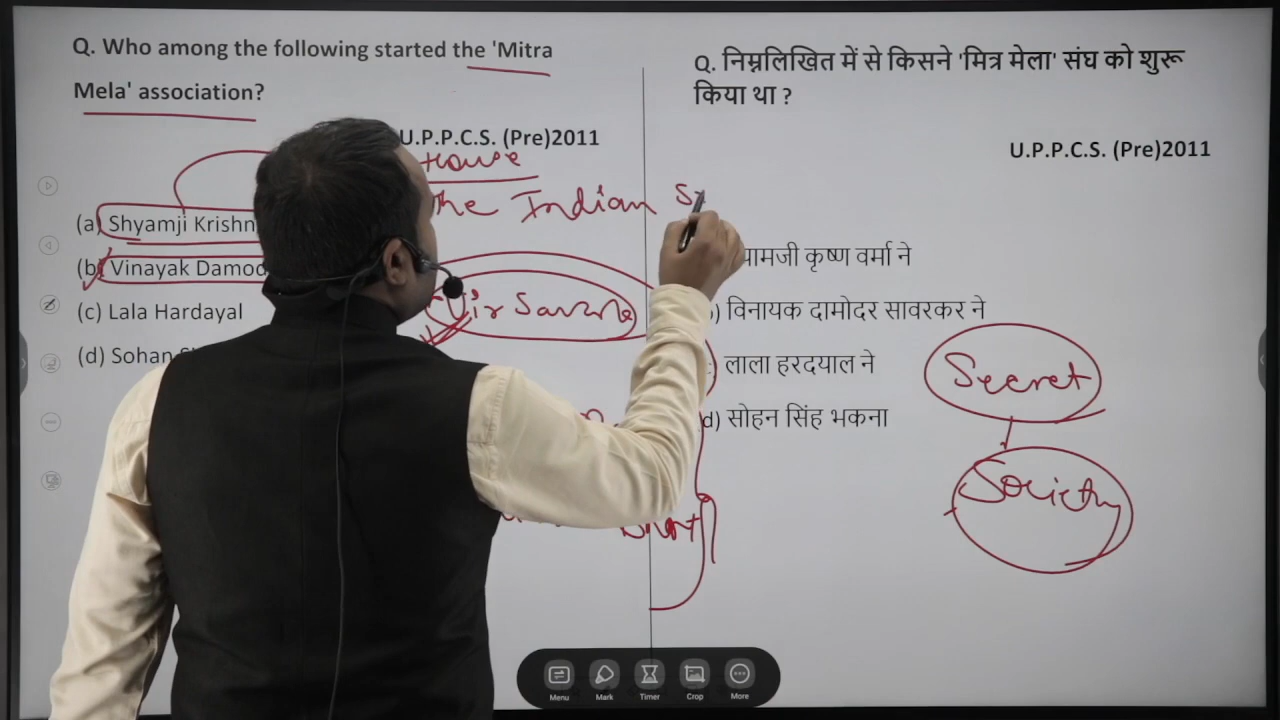 Q. Who among the following started the 'Mitra
Mela' association?
U.P.P.C.S. (Pre)2011
House
The Indian S
(a) Shyamji Krishn
(b) Vinayak Damod
(c) Lala Hardayal
(d) Sohan
Vir
Q. निम्नलिखित में से किसने 'मित्र मेला' संघ को शुरू
किया था ?
U.P.P.C.S. (Pre)2011
कृष्ण वर्मा ने
विनायक दामोदर सावरकर ने
लाला हरदयाल ने
d) सोहन सिंह भकना
Secret
Society
Menu
Mark
Timer
Crop
More